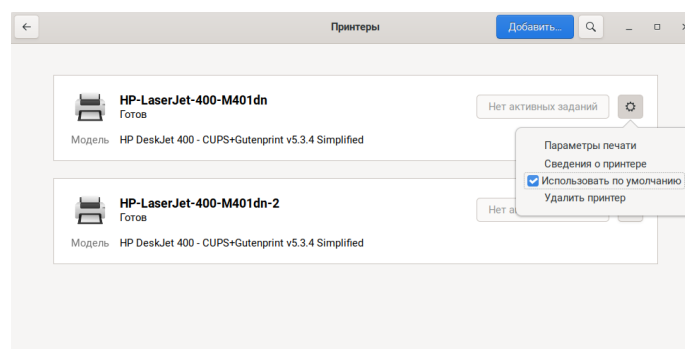 Принтеры
Добавить...
HP-LaserJet-400-M401dn
Готов
Нет активных заданий
Модель HP DeskJet 400 - CUPS+Gutenprint v5.3.4 Simplified
Параметры печати
Сведения о принтере
Использовать по умолчанию
Удалить принтер
HP-LaserJet-400-M401dn-2
Готов
Нет а
Модель HP DeskJet 400 - CUPS+Gutenprint v5.3.4 Simplified